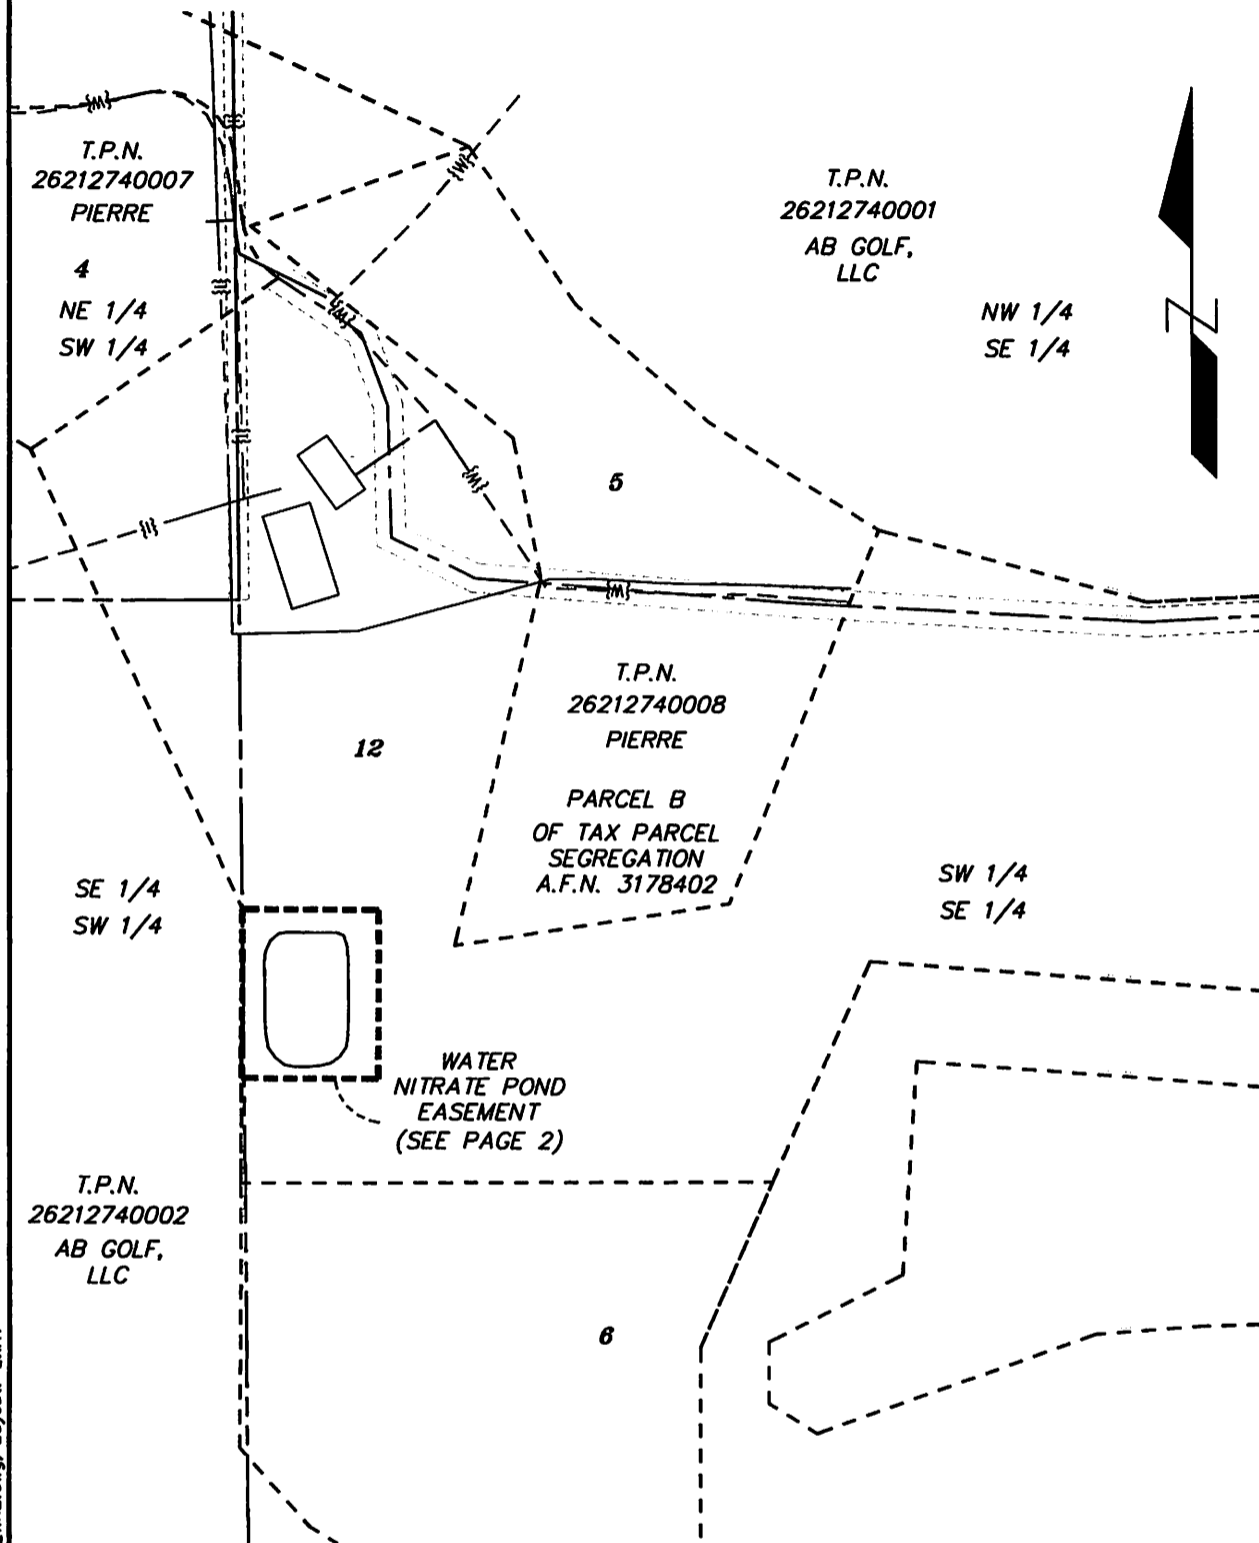 T.P.N.
26212740007
PIERRE
4
NE 1/4
SW 1/4
T.P.N.
26212740001
AB GOLF,
LLC
NW 1/4
SE 1/4
N
5
T.P.N.
26212740008
PIERRE
12
PARCEL B
OF TAX PARCEL
SEGREGATION
A.F.N. 3178402
SE 1/4
SW 1/4
SW 1/4
SE 1/4
WATER
NITRATE POND
EASEMENT
(SEE PAGE 2)
T.P.N.
26212740002
AB GOLF,
LLC
6